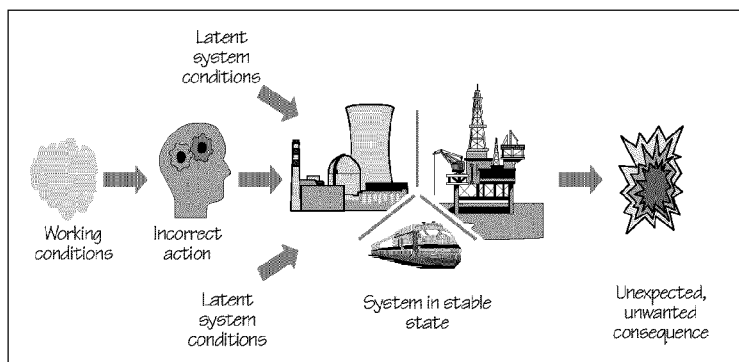 Latent
system
conditions
Working
conditions
Incorrect
action
Latent
system
conditions
System in stable
state
Unexpected,
unwanted
consequence